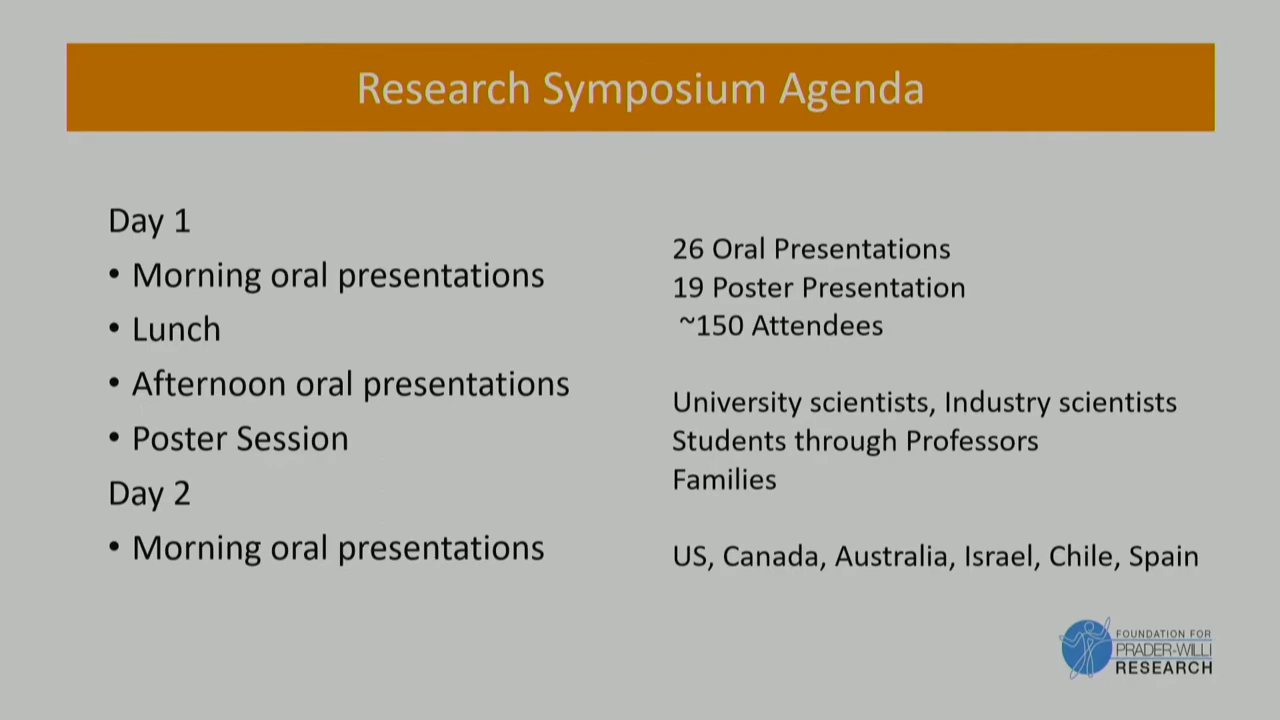 Research Symposium Agenda
Day 1
• Morning oral presentations
• Lunch
• Afternoon oral presentations
• Poster Session
Day 2
• Morning oral presentations
26 Oral Presentations
19 Poster Presentation
~150 Attendees
University scientists, Industry scientists
Students through Professors
Families
US, Canada, Australia, Israel, Chile, Spain
FOUNDATION FOR
PRADER-WILLI
RESEARCH